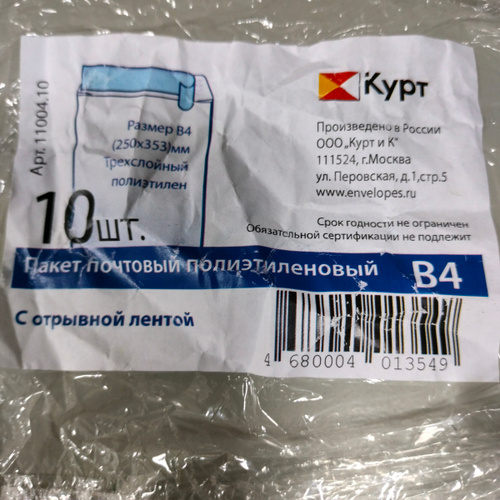 Арт. 11004.10
Размер В4
(250х353)мм
Трехслойный
полиэтилен
10шт.
Курт
Произведено в России
ООО„Курт и К"
111524, г.Москва
ул. Перовская, д.1,стр.5
www.envelopes.ru
Срок годности не ограничен
Обязательной сертификации не подлежит
Пакет почтовый полиэтиленовый В4
С отрывной лентой
4 680004 013549